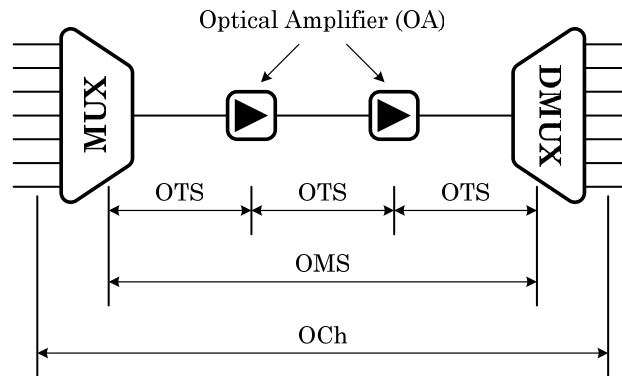 Optical Amplifier (OA)
MUX
DMUX
OTS
OTS
OTS
OMS
OCh